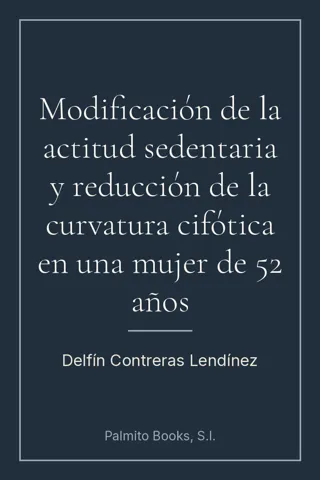 Modificación de la
actitud sedentaria
y reducción de la
curvatura cifótica
en una mujer de 52
años
Delfín Contreras Lendínez
Palmito Books, S.l.